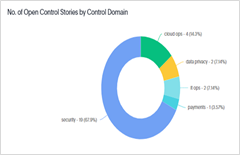 No. of Open Control Stories by Control Domain
cloud ops - 4 (14.3%)
data privacy - 2 (7.14%)
it ops - 2 (7.14%)
payments - 1 (3.57%)
security - 19 (67.9%)